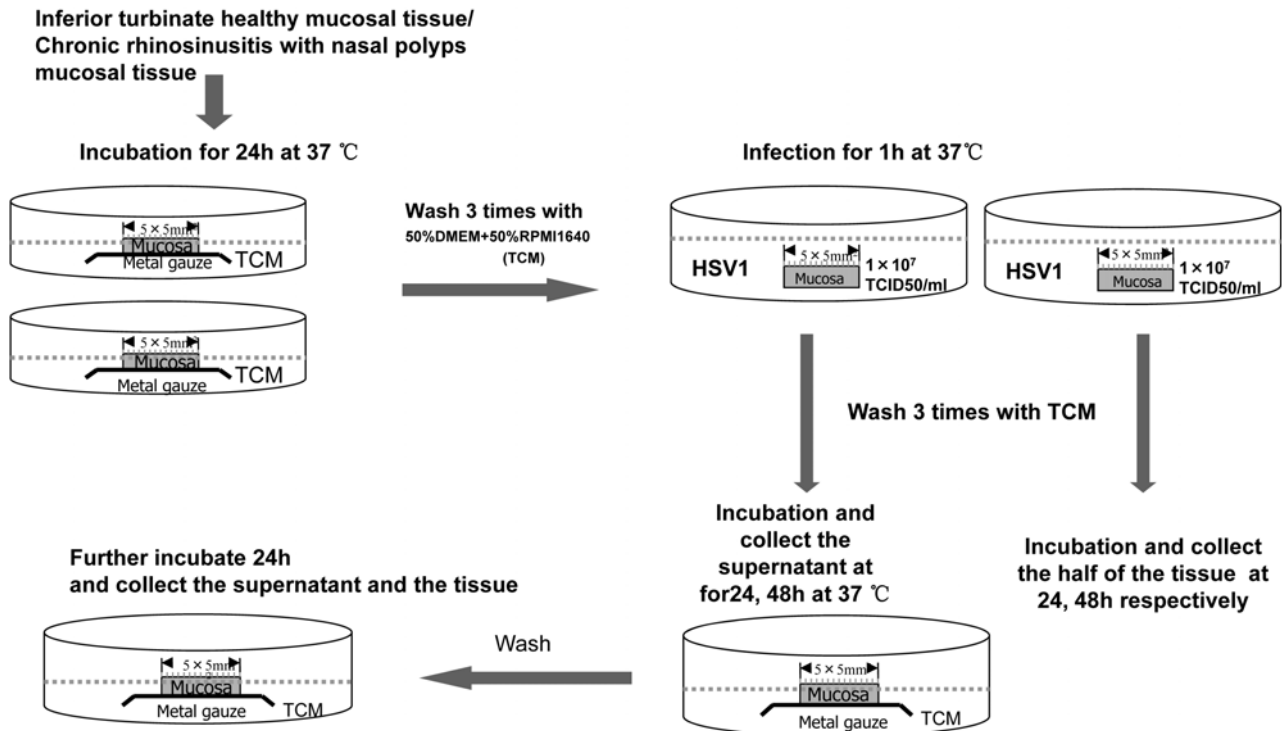 Inferior turbinate healthy mucosal tissue/
Chronic rhinosinusitis with nasal polyps
mucosal tissue
Incubation for 24h at 37 ℃
5×5mm
Mucosa
Metal gauze
TCM
5×5mm
Mucosa
Metal gauze
TCM
Wash 3 times with
50%DMEM+50%RPMI1640
(TCM)
Infection for 1h at 37℃
HSV1
5×5mm
Mucosa
1×10⁷
TCID50/ml
HSV1
5×5mm
Mucosa
1×10⁷
TCID50/ml
Wash 3 times with TCM
Incubation and
collect the
supernatant at
for24, 48h at 37 ℃
5×5mm
Mucosa
Metal gauze
TCM
Incubation and collect
the half of the tissue at
24, 48h respectively
Wash
Further incubate 24h
and collect the supernatant and the tissue
5×5mm
Mucosa
Metal gauze
TCM